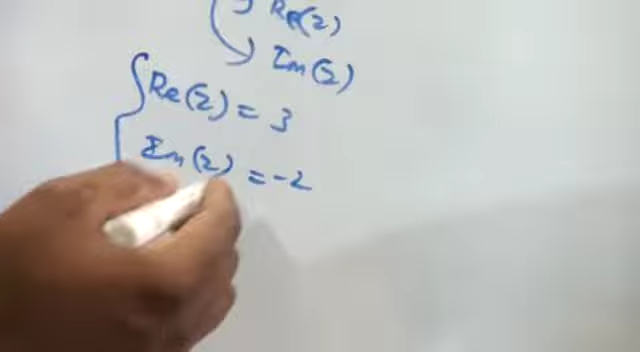 Re(z)
Im(z)
Re(z) = 3
Im(z) = -2